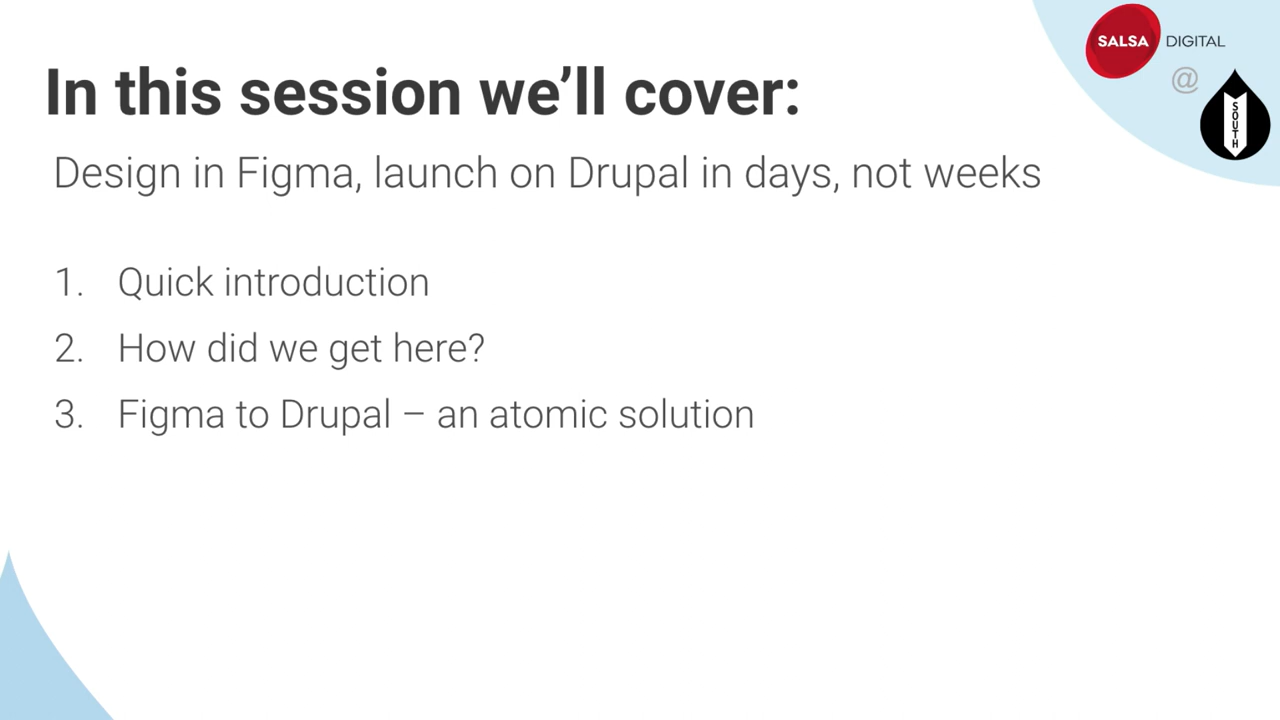 SALSA DIGITAL
@
SOUTH
In this session we’ll cover:
Design in Figma, launch on Drupal in days, not weeks
1. Quick introduction
2. How did we get here?
3. Figma to Drupal – an atomic solution